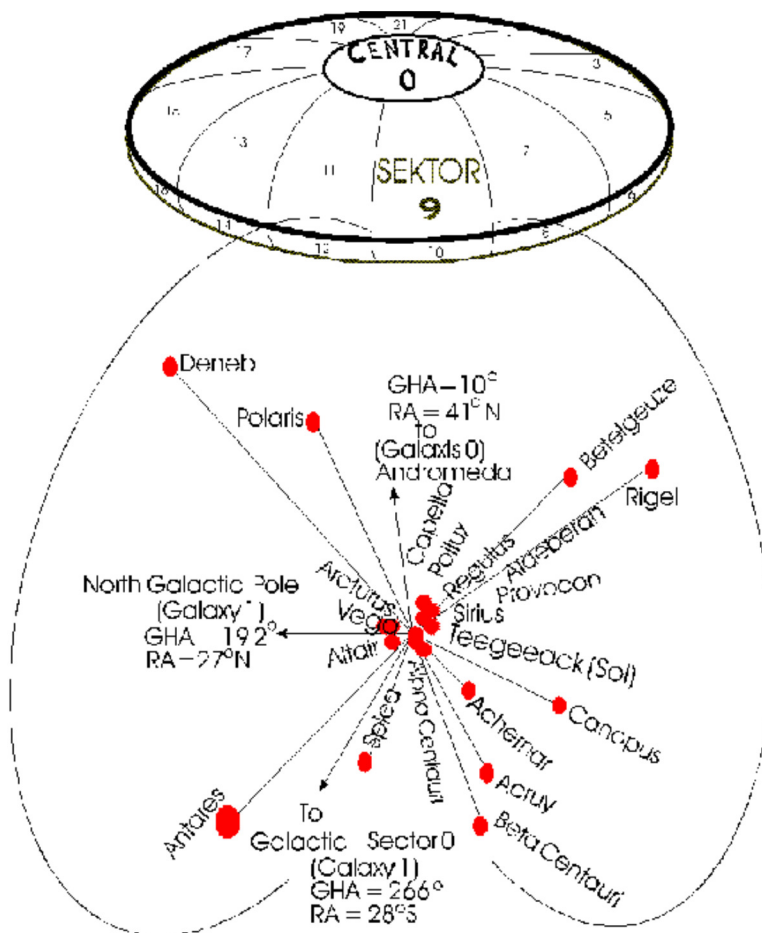 19
21
CENTRAL
0
17
3
15
5
13
7
11
SEKTOR
9
16
6
14
8
12
10
Deneb
GHA-10°
RA=41°N
to
(Galaxis 0)
Andromeda
Polaris
Betelgeuze
Rigel
Capella
Pollux
Regulus
Aldeberan
Provocon
Arcturus
North Galactic Pole
(Galaxy 1)
GHA 192°
RA-27°N
Vega
Sirius
Teegeeack (Sol)
Altair
Alpha Centauri
Spica
Achernar
Canopus
Acruy
Antares
Beta Centauri
To
Galactic Sector 0
(Galaxy 1)
GHA = 266°
RA = 28°S